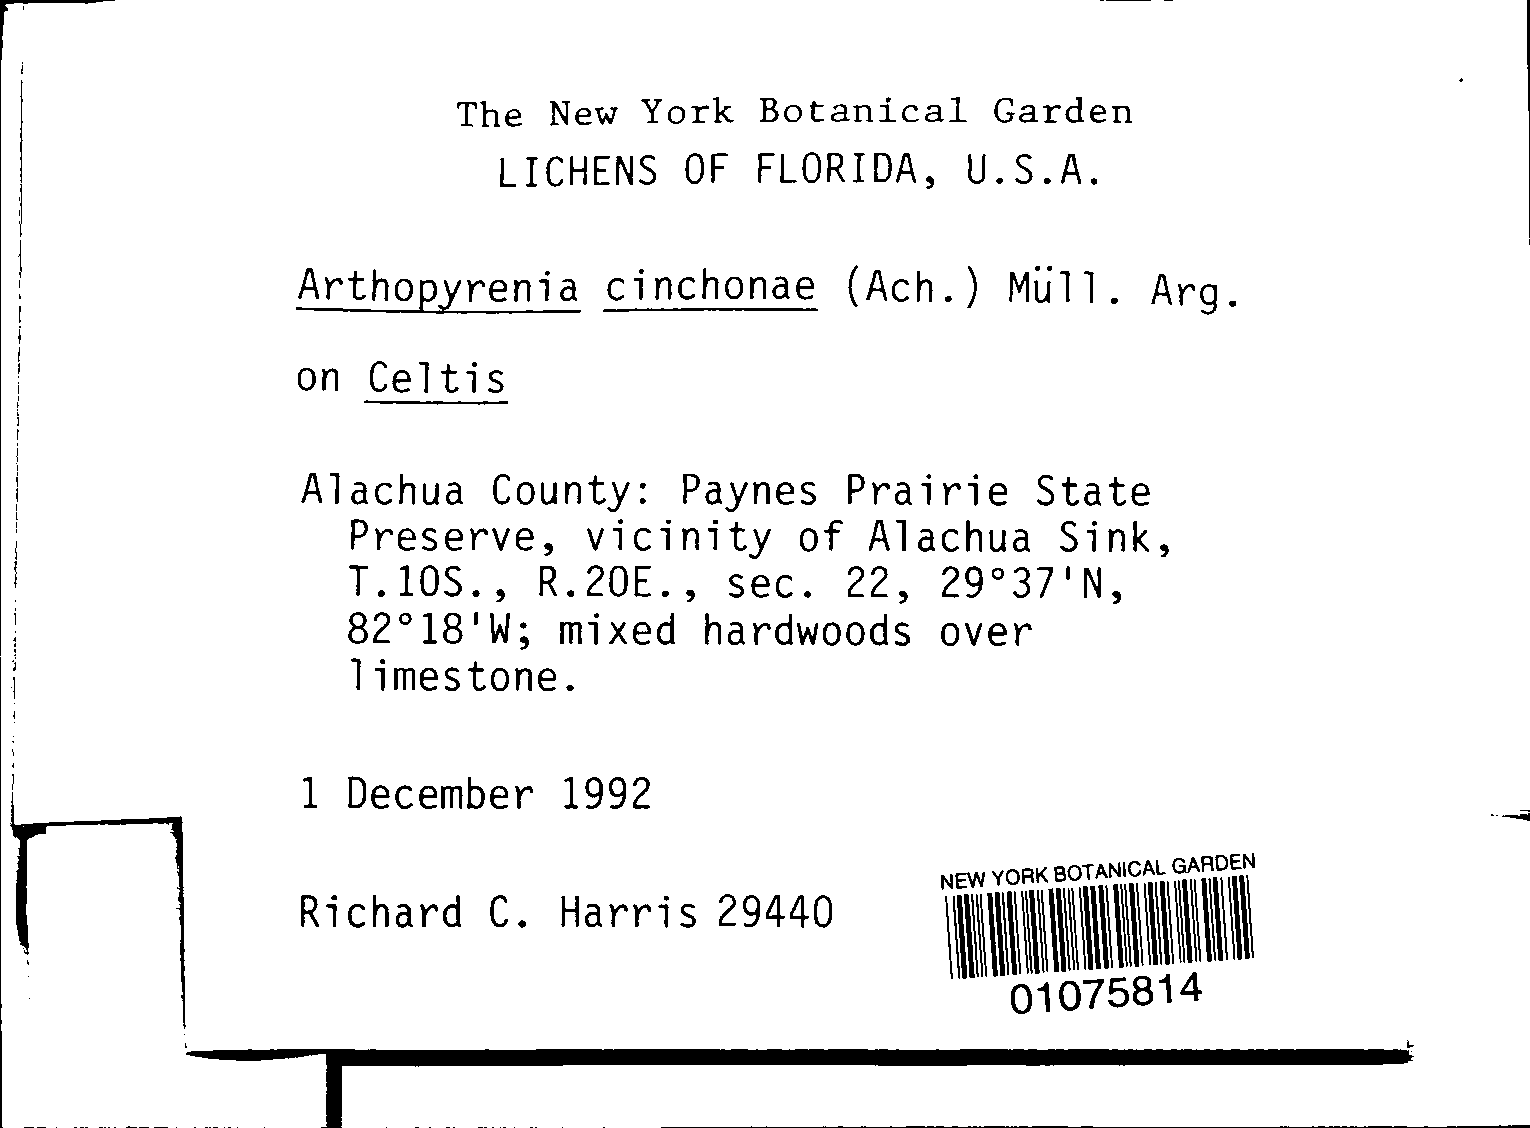 The New York Botanical Garden
LICHENS OF FLORIDA, U.S.A.
Arthopyrenia cinchonae (Ach.) Müll. Arg.
on Celtis
Alachua County: Paynes Prairie State
Preserve, vicinity of Alachua Sink,
T.10S., R.20E., sec. 22, 29°37'N,
82°18'W; mixed hardwoods over
limestone.
1 December 1992
Richard C. Harris 29440
NEW YORK BOTANICAL GARDEN
01075814